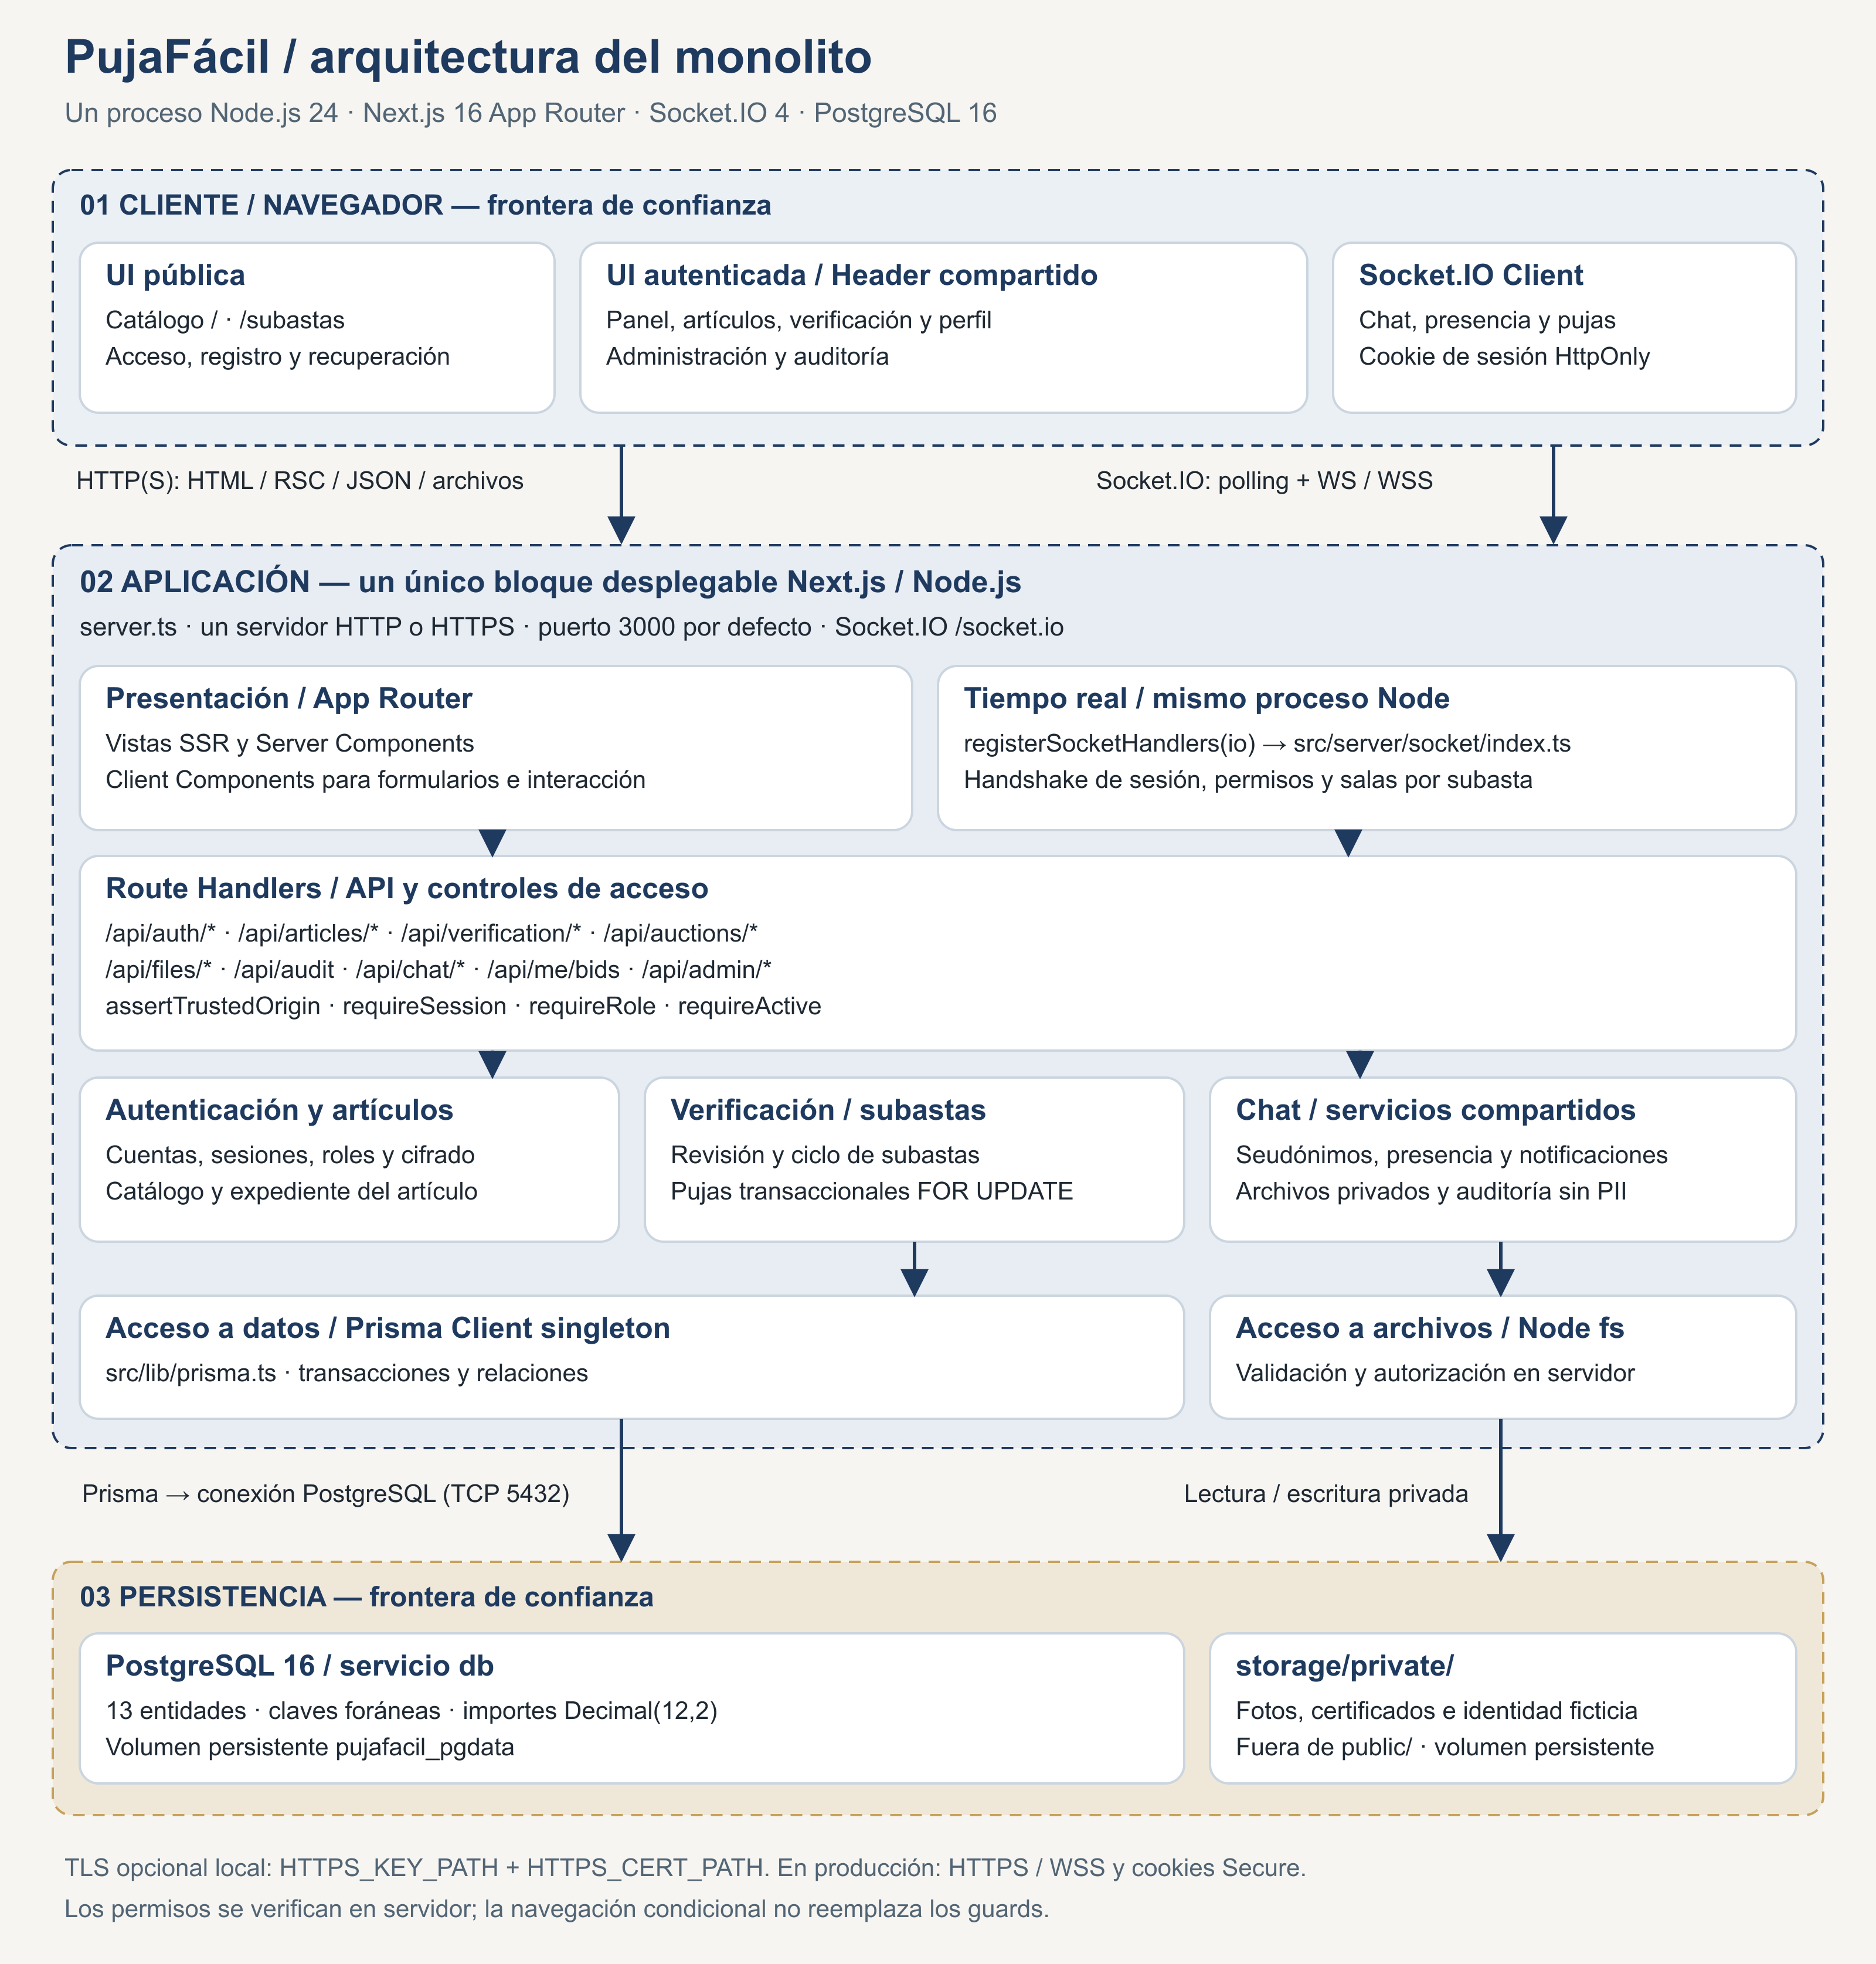 PujaFácil / arquitectura del monolito
Un proceso Node.js 24 · Next.js 16 App Router · Socket.IO 4 · PostgreSQL 16
01 CLIENTE / NAVEGADOR — frontera de confianza
UI pública
Catálogo / · /subastas
Acceso, registro y recuperación
UI autenticada / Header compartido
Panel, artículos, verificación y perfil
Administración y auditoría
Socket.IO Client
Chat, presencia y pujas
Cookie de sesión HttpOnly
HTTP(S): HTML / RSC / JSON / archivos
Socket.IO: polling + WS / WSS
02 APLICACIÓN — un único bloque desplegable Next.js / Node.js
server.ts · un servidor HTTP o HTTPS · puerto 3000 por defecto · Socket.IO /socket.io
Presentación / App Router
Vistas SSR y Server Components
Client Components para formularios e interacción
Tiempo real / mismo proceso Node
registerSocketHandlers(io) → src/server/socket/index.ts
Handshake de sesión, permisos y salas por subasta
Route Handlers / API y controles de acceso
/api/auth/* · /api/articles/* · /api/verification/* · /api/auctions/*
/api/files/* · /api/audit · /api/chat/* · /api/me/bids · /api/admin/*
assertTrustedOrigin · requireSession · requireRole · requireActive
Autenticación y artículos
Cuentas, sesiones, roles y cifrado
Catálogo y expediente del artículo
Verificación / subastas
Revisión y ciclo de subastas
Pujas transaccionales FOR UPDATE
Chat / servicios compartidos
Seudónimos, presencia y notificaciones
Archivos privados y auditoría sin PII
Acceso a datos / Prisma Client singleton
src/lib/prisma.ts · transacciones y relaciones
Acceso a archivos / Node fs
Validación y autorización en servidor
Prisma → conexión PostgreSQL (TCP 5432)
Lectura / escritura privada
03 PERSISTENCIA — frontera de confianza
PostgreSQL 16 / servicio db
13 entidades · claves foráneas · importes Decimal(12,2)
Volumen persistente pujafacil_pgdata
storage/private/
Fotos, certificados e identidad ficticia
Fuera de public/ · volumen persistente
TLS opcional local: HTTPS_KEY_PATH + HTTPS_CERT_PATH. En producción: HTTPS / WSS y cookies Secure.
Los permisos se verifican en servidor; la navegación condicional no reemplaza los guards.